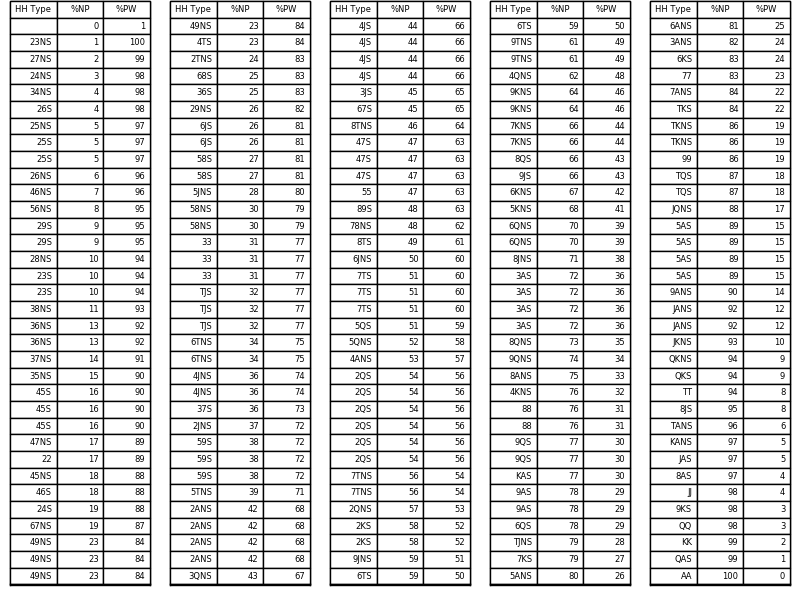 HH Type %NP %PW
0 1
23NS 1 100
27NS 2 99
24NS 3 98
34NS 4 98
26S 4 98
25NS 5 97
25S 5 97
25S 5 97
26NS 6 96
46NS 7 96
56NS 8 95
29S 9 95
29S 9 95
28NS 10 94
23S 10 94
23S 10 94
38NS 11 93
36NS 13 92
36NS 13 92
37NS 14 91
35NS 15 90
45S 16 90
45S 16 90
45S 16 90
47NS 17 89
22 17 89
45NS 18 88
46S 18 88
24S 19 88
67NS 19 87
49NS 23 84
49NS 23 84
49NS 23 84
HH Type %NP %PW
49NS 23 84
4TS 23 84
2TNS 24 83
68S 25 83
36S 25 83
29NS 26 82
6JS 26 81
6JS 26 81
58S 27 81
58S 27 81
5JNS 28 80
58NS 30 79
58NS 30 79
33 31 77
33 31 77
33 31 77
TJS 32 77
TJS 32 77
TJS 32 77
6TNS 34 75
6TNS 34 75
4JNS 36 74
4JNS 36 74
37S 36 73
2JNS 37 72
59S 38 72
59S 38 72
59S 38 72
5TNS 39 71
2ANS 42 68
2ANS 42 68
2ANS 42 68
2ANS 42 68
3QNS 43 67
HH Type %NP %PW
4JS 44 66
4JS 44 66
4JS 44 66
4JS 44 66
3JS 45 65
67S 45 65
8TNS 46 64
47S 47 63
47S 47 63
47S 47 63
55 47 63
89S 48 63
78NS 48 62
8TS 49 61
6JNS 50 60
7TS 51 60
7TS 51 60
7TS 51 60
5QS 51 59
5QNS 52 58
4ANS 53 57
2QS 54 56
2QS 54 56
2QS 54 56
2QS 54 56
2QS 54 56
2QS 54 56
7TNS 56 54
7TNS 56 54
2QNS 57 53
2KS 58 52
2KS 58 52
9JNS 59 51
6TS 59 50
HH Type %NP %PW
6TS 59 50
9TNS 61 49
9TNS 61 49
4QNS 62 48
9KNS 64 46
9KNS 64 46
7KNS 66 44
7KNS 66 44
8QS 66 43
9JS 66 43
6KNS 67 42
5KNS 68 41
6QNS 70 39
6QNS 70 39
8JNS 71 38
3AS 72 36
3AS 72 36
3AS 72 36
3AS 72 36
8QNS 73 35
9QNS 74 34
8ANS 75 33
4KNS 76 32
88 76 31
88 76 31
9QS 77 30
9QS 77 30
KAS 77 30
9AS 78 29
9AS 78 29
6QS 78 29
TJNS 79 28
7KS 79 27
5ANS 80 26
HH Type %NP %PW
6ANS 81 25
3ANS 82 24
6KS 83 24
77 83 23
7ANS 84 22
TKS 84 22
TKNS 86 19
TKNS 86 19
99 86 19
TQS 87 18
TQS 87 18
JQNS 88 17
5AS 89 15
5AS 89 15
5AS 89 15
5AS 89 15
9ANS 90 14
JANS 92 12
JANS 92 12
JKNS 93 10
QKNS 94 9
QKS 94 9
TT 94 8
8JS 95 8
TANS 96 6
KANS 97 5
JAS 97 5
8AS 97 4
JJ 98 4
9KS 98 3
QQ 98 3
KK 99 2
QAS 99 1
AA 100 0